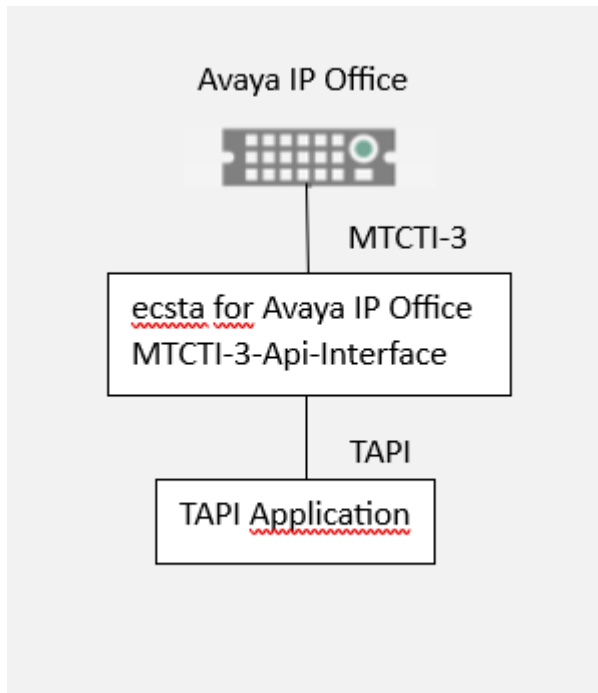 Avaya IP Office
MTCTI-3
ecsta for Avaya IP Office
MTCTI-3-Api-Interface
TAPI
TAPI Application